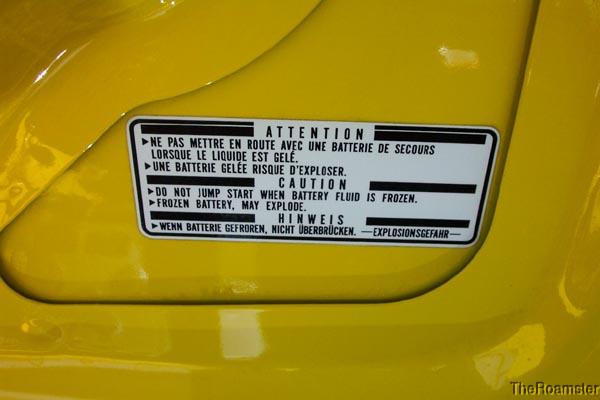 ATTENTION
▶NE PAS METTRE EN ROUTE AVEC UNE BATTERIE DE SECOURS
LORSQUE LE LIQUIDE EST GELÉ.
▶UNE BATTERIE GELÉE RISQUE D'EXPLOSER.
CAUTION
▶DO NOT JUMP START WHEN BATTERY FLUID IS FROZEN.
▶FROZEN BATTERY, MAY EXPLODE.
HINWEIS
▶WENN BATTERIE GEFROREN, NICHT ÜBERBRÜCKEN. —EXPLOSIONSGEFAHR—
TheRoamster